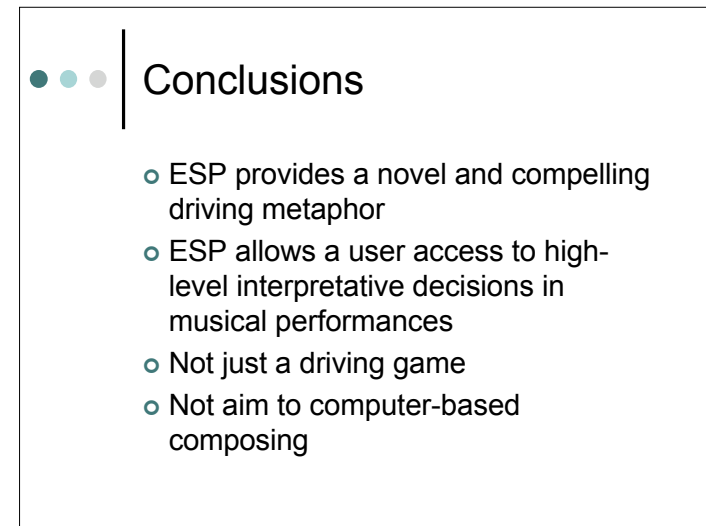 Conclusions
ESP provides a novel and compelling
driving metaphor
ESP allows a user access to high-
level interpretative decisions in
musical performances
Not just a driving game
Not aim to computer-based
composing